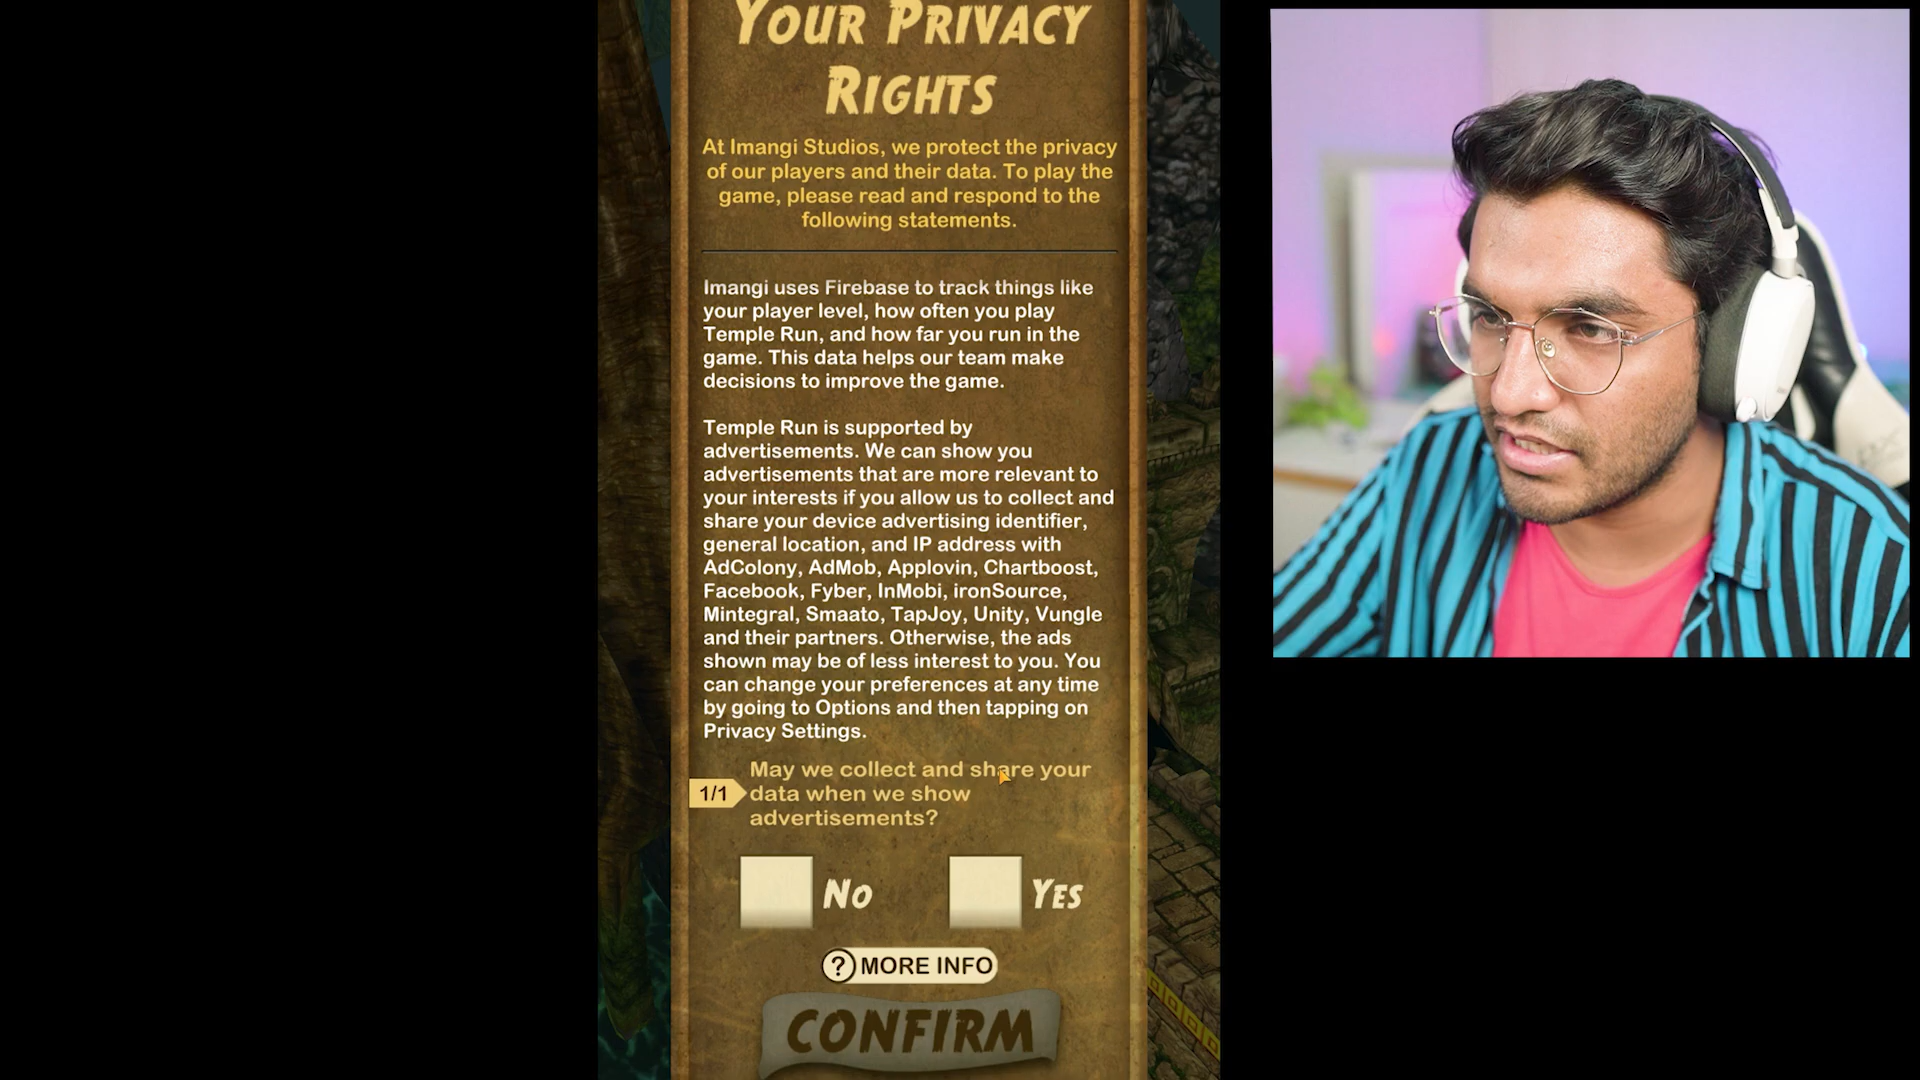 YOUR PRIVACY
RIGHTS
At Imangi Studios, we protect the privacy
of our players and their data. To play the
game, please read and respond to the
following statements.
Imangi uses Firebase to track things like
your player level, how often you play
Temple Run, and how far you run in the
game. This data helps our team make
decisions to improve the game.
Temple Run is supported by
advertisements. We can show you
advertisements that are more relevant to
your interests if you allow us to collect and
share your device advertising identifier,
general location, and IP address with
AdColony, AdMob, Applovin, Chartboost,
Facebook, Fyber, InMobi, ironSource,
Mintegral, Smaato, TapJoy, Unity, Vungle
and their partners. Otherwise, the ads
shown may be of less interest to you. You
can change your preferences at any time
by going to Options and then tapping on
Privacy Settings.
May we collect and share your
1/1 data when we show
advertisements?
NO YES
? MORE INFO
CONFIRM